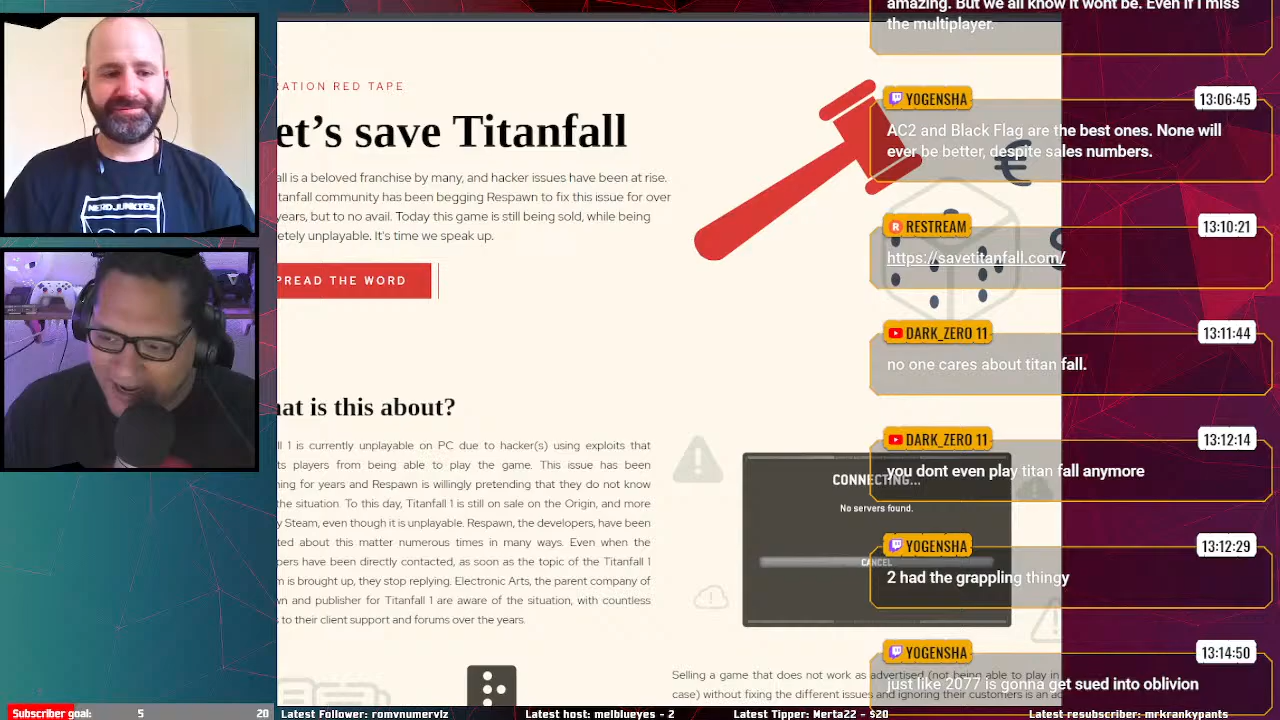 NERD JUNKIES
ATION RED TAPE
et's save Titanfall
all is a beloved franchise by many, and hacker issues have been at rise.
itanfall community has been begging Respawn to fix this issue for over
years, but to no avail. Today this game is still being sold, while being
etely unplayable. It's time we speak up.
PREAD THE WORD
at is this about?
ll 1 is currently unplayable on PC due to hacker(s) using exploits that
ts players from being able to play the game. This issue has been
ning for years and Respawn is willingly pretending that they do not know
the situation. To this day, Titanfall 1 is still on sale on the Origin, and more
y Steam, even though it is unplayable. Respawn, the developers, have been
ted about this matter numerous times in many ways. Even when the
pers have been directly contacted, as soon as the topic of the Titanfall 1
m is brought up, they stop replying. Electronic Arts, the parent company of
wn and publisher for Titanfall 1 are aware of the situation, with countless
s to their client support and forums over the years.
€
CONNECTING...
No servers found.
CANCEL
Selling a game that does not work as advertised (not being able to play in
case) without fixing the different issues and ignoring their customers is an ac
amazing. But we all know it wont be. Even if I miss
the multiplayer.
YOGENSHA
13:06:45
AC2 and Black Flag are the best ones. None will
ever be better, despite sales numbers.
RESTREAM
13:10:21
https://savetitanfall.com/
DARK_ZERO 11
13:11:44
no one cares about titan fall.
DARK_ZERO 11
13:12:14
you dont even play titan fall anymore
YOGENSHA
13:12:29
2 had the grappling thingy
YOGENSHA
13:14:50
just like 2077 is gonna get sued into oblivion
Subscriber goal: 5 20
Latest Follower: romynumerviz
Latest host: meiblueyes - 2
Latest Tipper: Merta22 - $20
Latest resubscriber: mrkrankypants